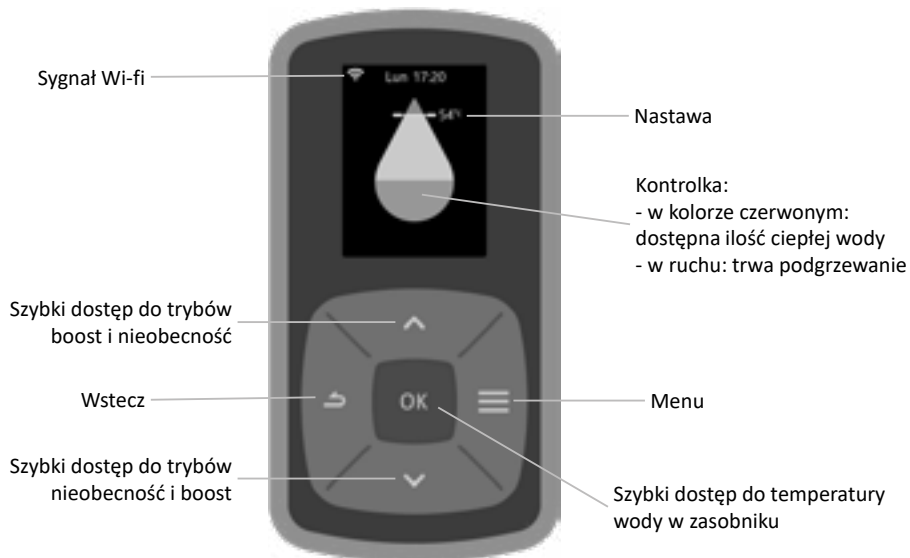 Sygnał Wi-fi
Lun 17:20
54°C
Nastawa
Kontrolka:
- w kolorze czerwonym:
dostępna ilość ciepłej wody
- w ruchu: trwa podgrzewanie
Szybki dostęp do trybów
boost i nieobecność
Wstecz
OK
Menu
Szybki dostęp do trybów
nieobecność i boost
Szybki dostęp do temperatury
wody w zasobniku